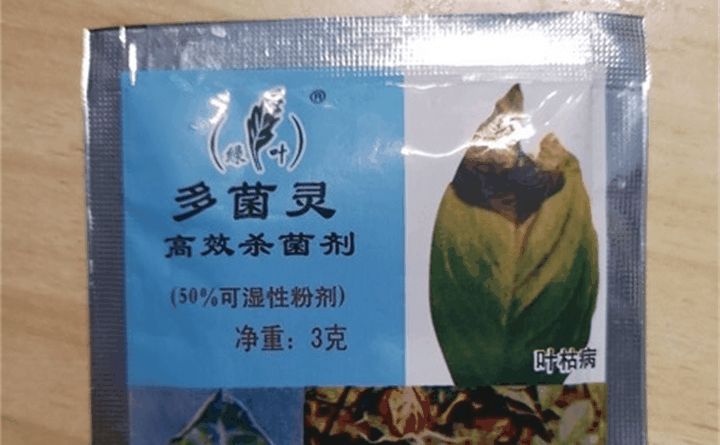 ®
(绿叶)
多菌灵
高效杀菌剂
(50%可湿性粉剂)
净重：3克
叶枯病